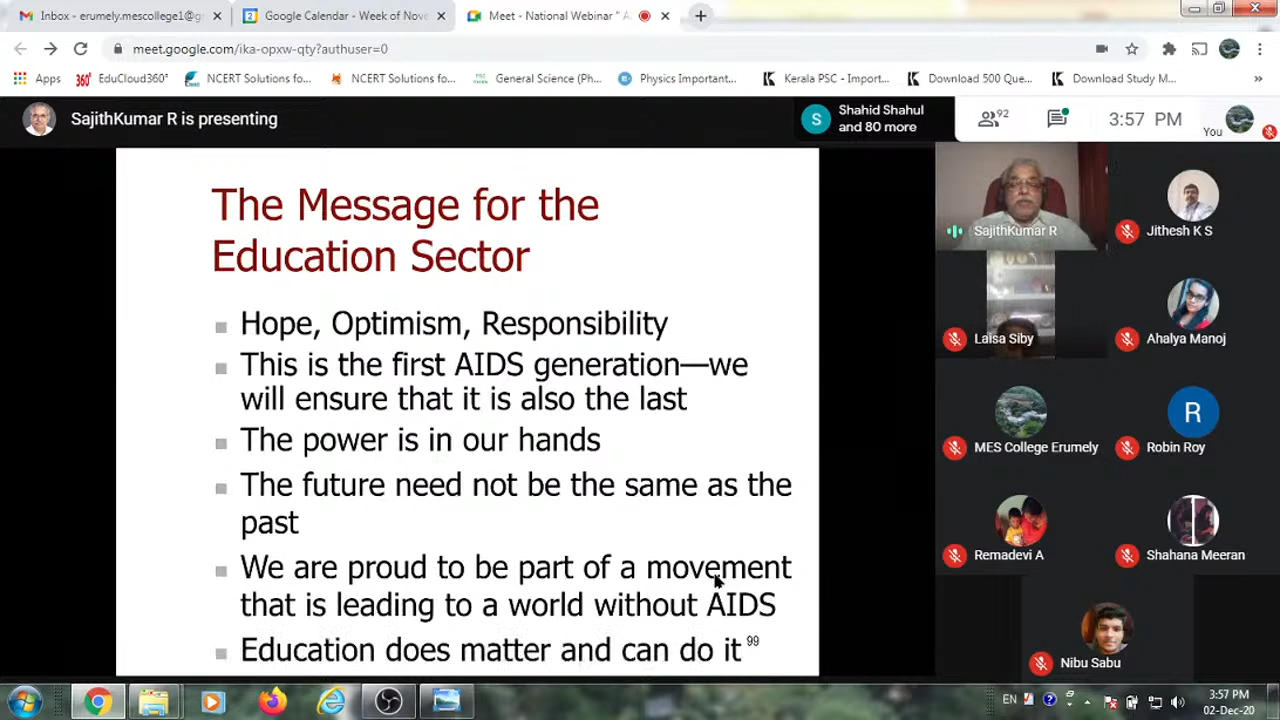 Inbox - erumely.mescollege1@g
Google Calendar - Week of Nove
Meet - National Webinar " A
meet.google.com/ika-opxw-qty?authuser=0
Apps
360°
EduCloud360°
NCERT Solutions fo...
NCERT Solutions fo...
General Science (Ph...
Physics Important...
Kerala PSC - Import...
Download 500 Que...
Download Study M...
»
SajithKumar R is presenting
S
Shahid Shahul
and 80 more
92
3:57 PM
You
The Message for the
Education Sector
Hope, Optimism, Responsibility
This is the first AIDS generation—we
will ensure that it is also the last
The power is in our hands
The future need not be the same as the
past
We are proud to be part of a movement
that is leading to a world without AIDS
Education does matter and can do it 99
SajithKumar R
Jithesh K S
Laisa Siby
Ahalya Manoj
MES College Erumely
R
Robin Roy
Remadevi A
Shahana Meeran
Nibu Sabu
EN
3:57 PM
02-Dec-20